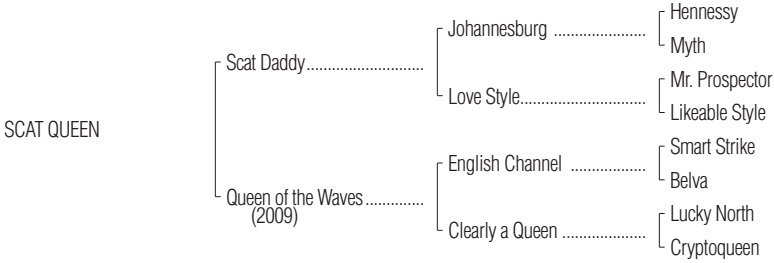 Hennessy
Johannesburg ....................
Myth
Scat Daddy...........................
Mr. Prospector
Love Style............................
Likeable Style
SCAT QUEEN
Smart Strike
English Channel .................
Belva
Queen of the Waves.............
(2009)
Lucky North
Clearly a Queen ...................
Cryptoqueen